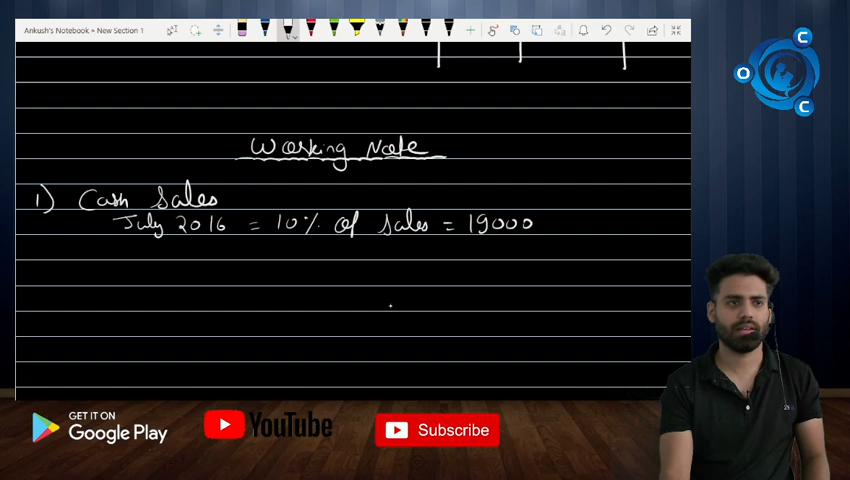 Ankush's Notebook » New Section 1
C
O
C
Working Note
1) Cash Sales
July 2016 = 10% of sales = 19000
GET IT ON
Google Play
YouTube
Subscribe